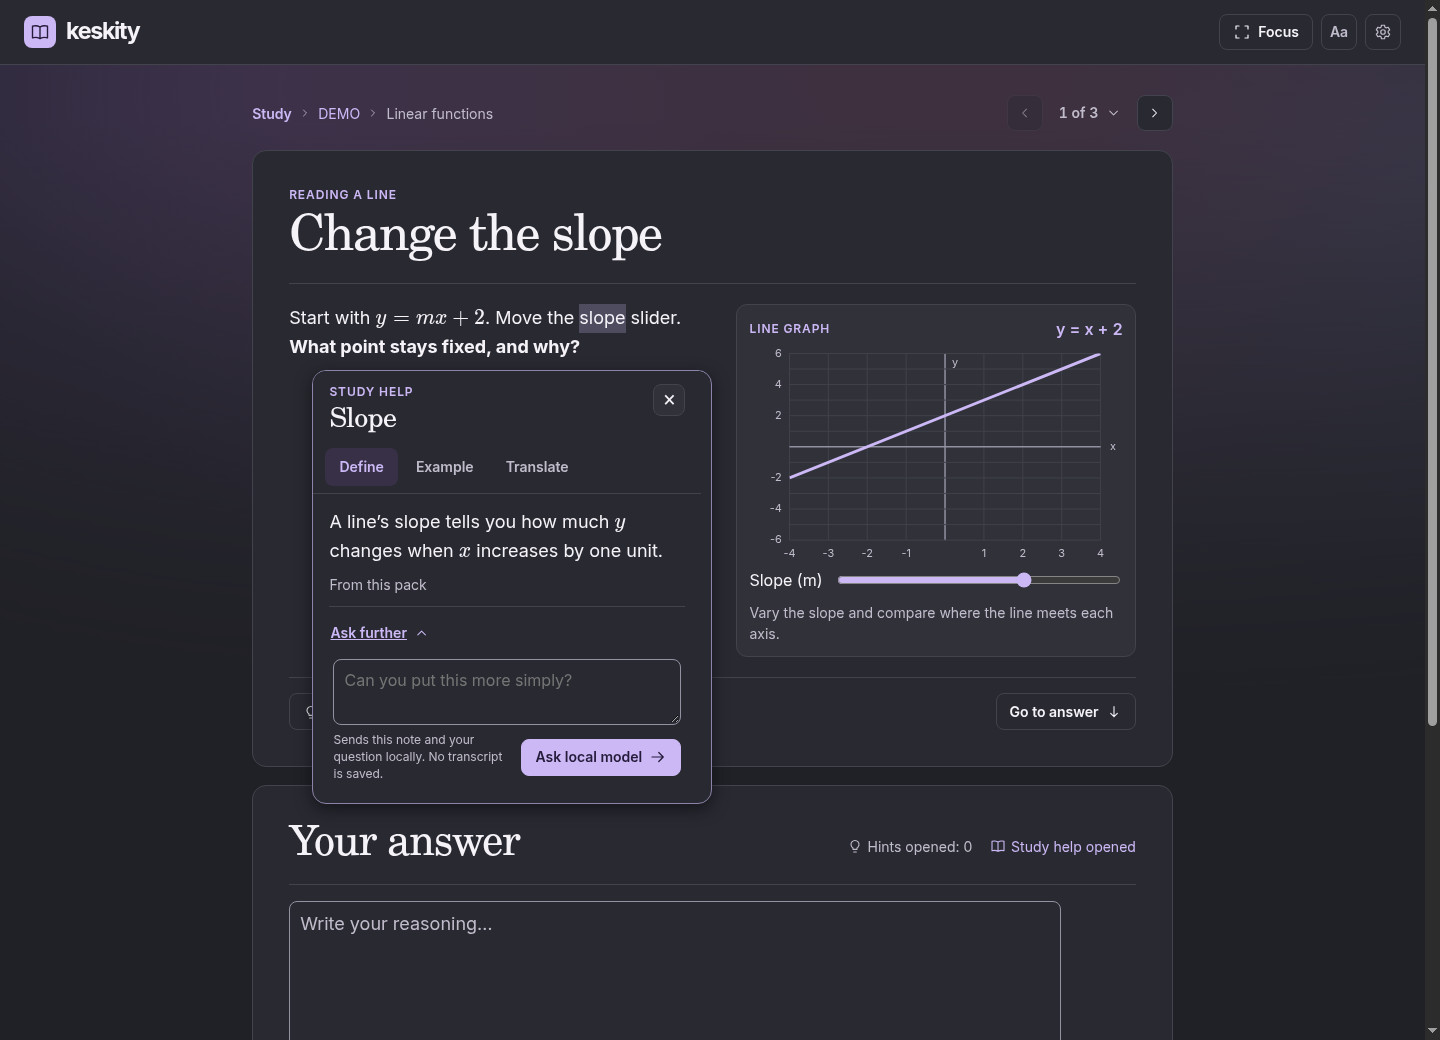 keskity
Focus
Aa
Study > DEMO > Linear functions
1 of 3
READING A LINE
Change the slope
Start with y = mx + 2. Move the slope slider.
What point stays fixed, and why?
STUDY HELP
Slope
Define Example Translate
A line’s slope tells you how much y
changes when x increases by one unit.
From this pack
Ask further
Can you put this more simply?
Sends this note and your
question locally. No transcript
is saved.
Ask local model →
LINE GRAPH
y = x + 2
6
4
2
-2
-4
-6
y
x
-4 -3 -2 -1 1 2 3 4
Slope (m)
Vary the slope and compare where the line meets each
axis.
Go to answer ↓
Your answer
Hints opened: 0
Study help opened
Write your reasoning...